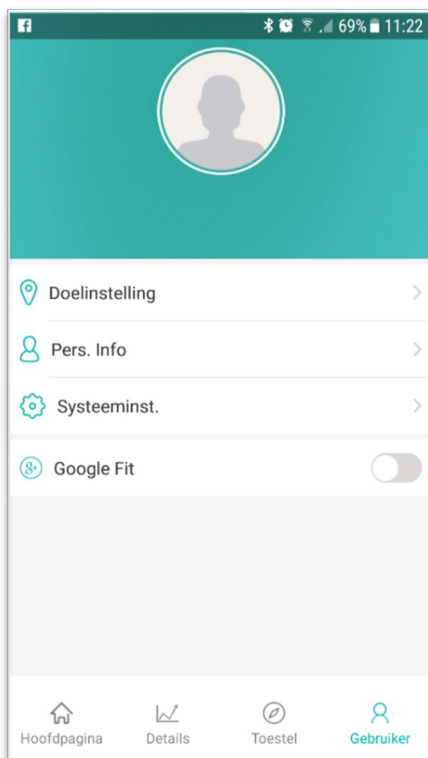 69% 11:22
Doelinstelling
Pers. Info
Systeeminst.
Google Fit
Hoofdpagina Details Toestel Gebruiker